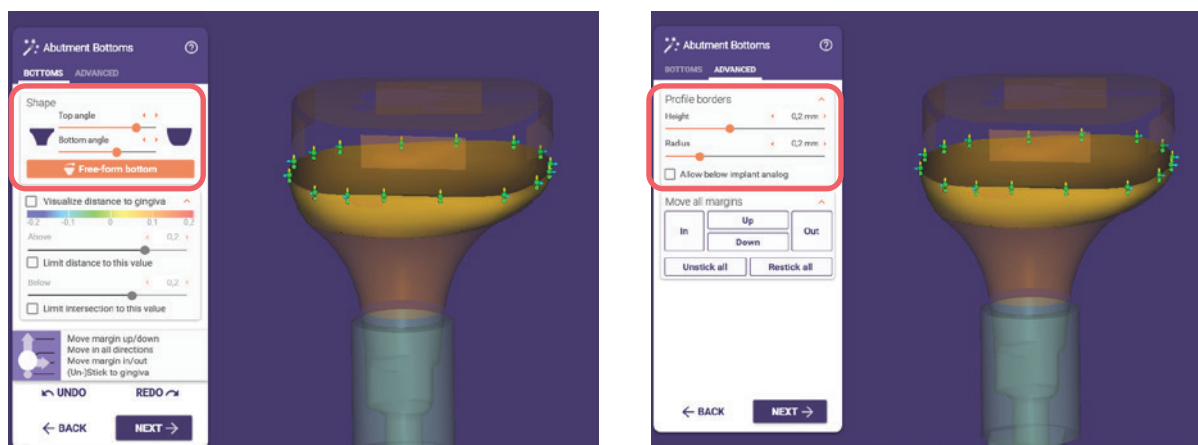 Abutment Bottoms
BOTTOMS ADVANCED
Shape
Top angle
Bottom angle
Free-form bottom
Visualize distance to gingiva
-0.2 -0.1 0 0.1 0.2
Above 0,2
Limit distance to this value
Below 0,2
Limit intersection to this value
Move margin up/down
Move in all directions
Move margin in/out
(Un-)Stick to gingiva
UNDO REDO
BACK NEXT
Abutment Bottoms
BOTTOMS ADVANCED
Profile borders
Height 0,2 mm
Radius 0,2 mm
Allow below implant analog
Move all margins
In Up Out
Down
Unstick all Restick all
BACK NEXT